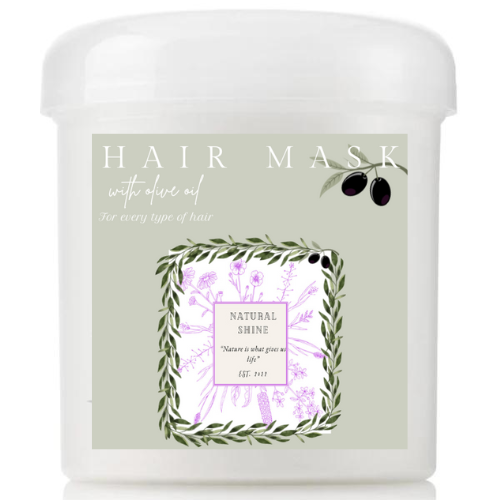 HAIR MASK
with olive oil
For every type of hair
NATURAL
SHINE
"Nature is what gives us
life"
EST.